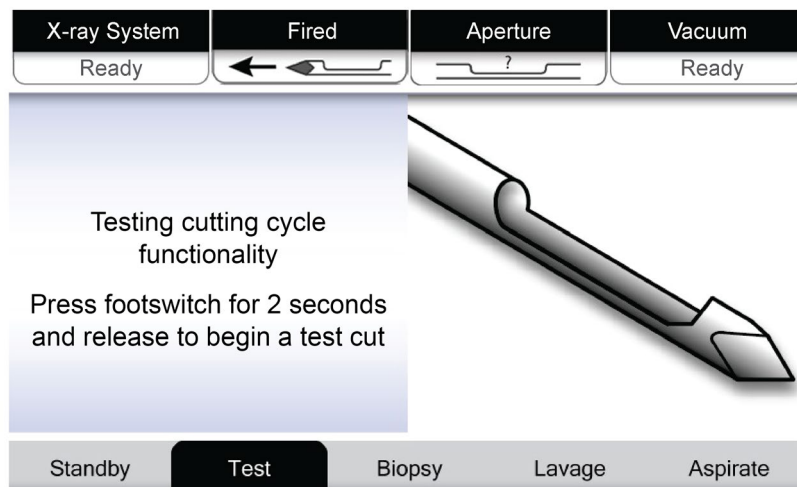 X-ray System
Fired
Aperture
Vacuum
Ready
?
Ready
Testing cutting cycle
functionality
Press footswitch for 2 seconds
and release to begin a test cut
Standby
Test
Biopsy
Lavage
Aspirate